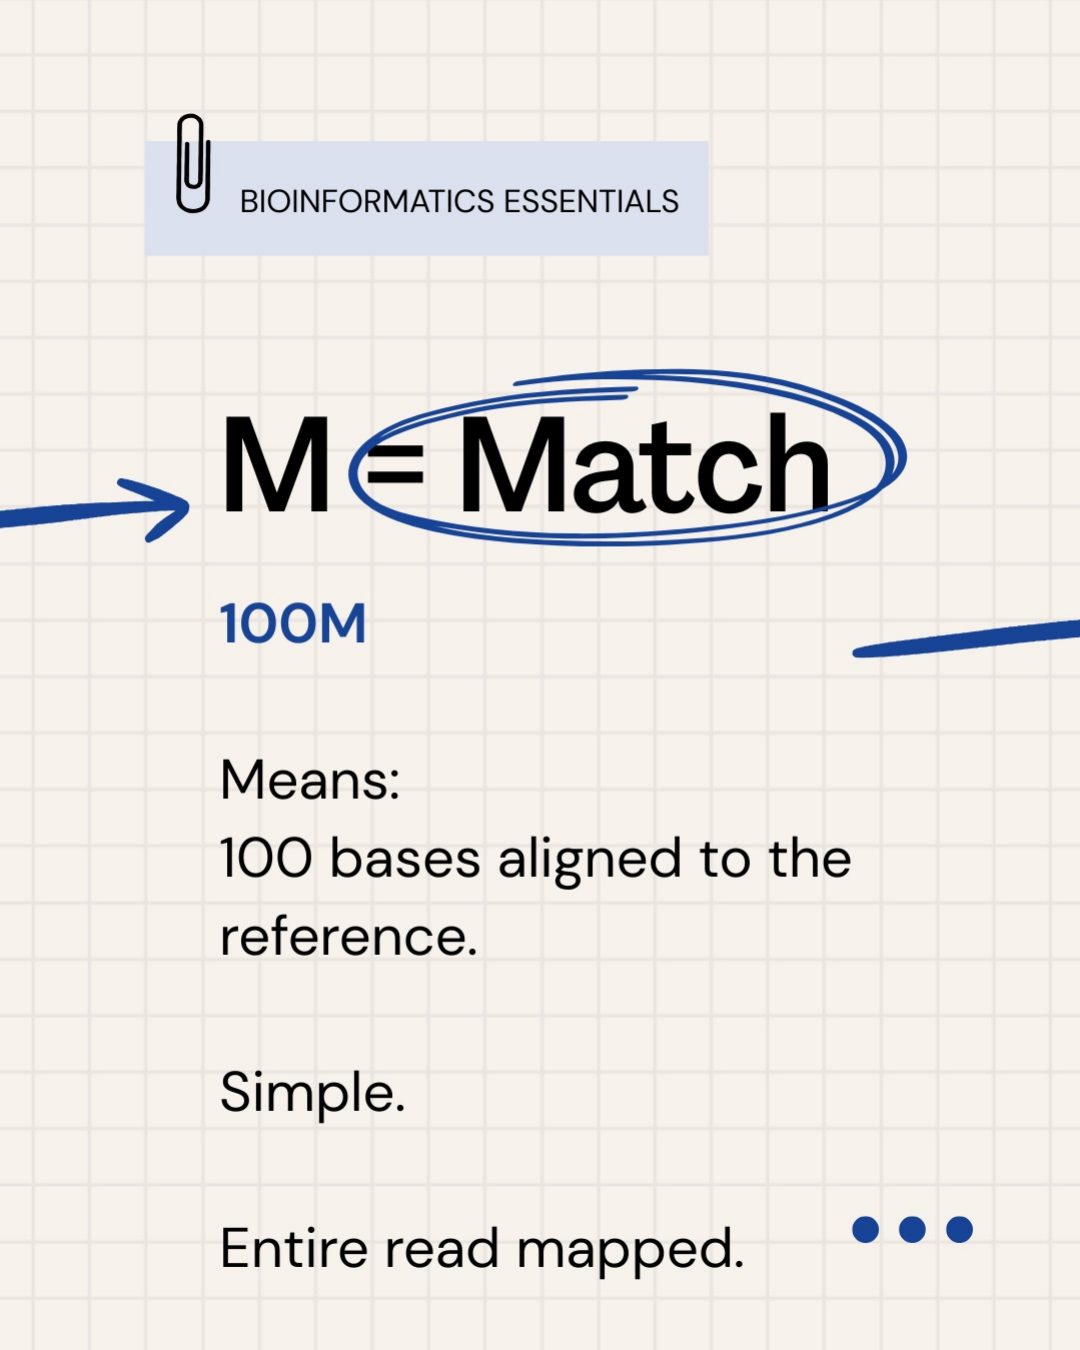 BIOINFORMATICS ESSENTIALS
M = Match
100M
Means:
100 bases aligned to the
reference.
Simple.
Entire read mapped.